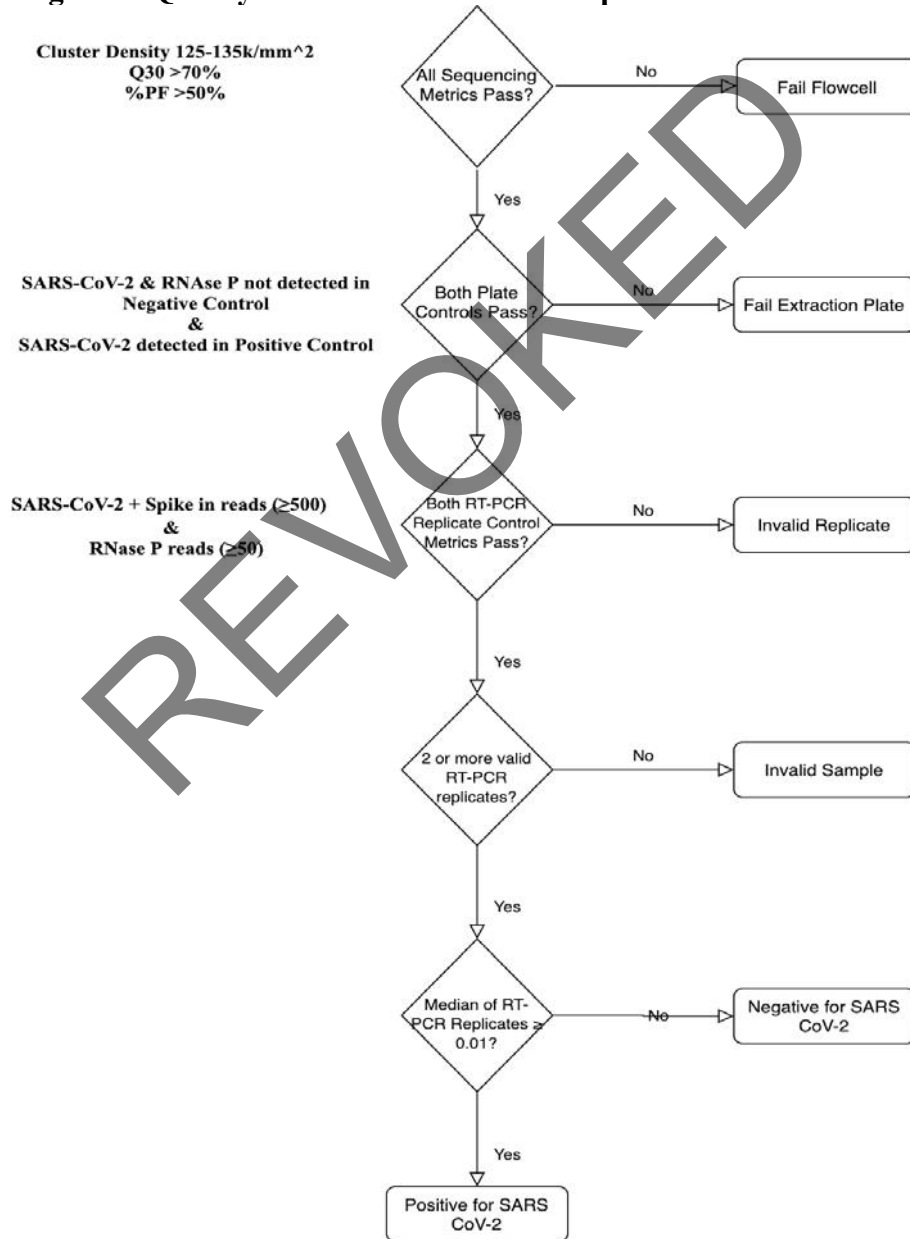 Cluster Density 125-135k/mm^2
Q30 >70%
%PF >50%
All Sequencing
Metrics Pass?
No
Fail Flowcell
Yes
SARS-CoV-2 & RNAse P not detected in
Negative Control
&
SARS-CoV-2 detected in Positive Control
Both Plate
Controls Pass?
No
Fail Extraction Plate
Yes
SARS-CoV-2 + Spike in reads (≥500)
&
RNase P reads (≥50)
Both RT-PCR
Replicate Control
Metrics Pass?
No
Invalid Replicate
Yes
2 or more valid
RT-PCR
replicates?
No
Invalid Sample
Yes
Median of RT-
PCR Replicates ≥
0.01?
No
Negative for SARS
CoV-2
Yes
Positive for SARS
CoV-2
REVOKED